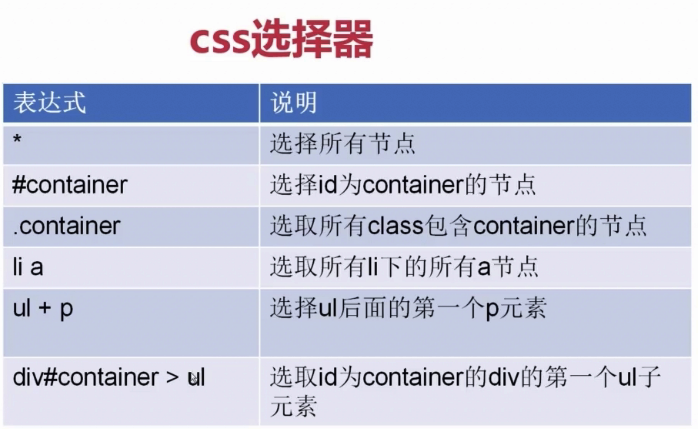 css选择器
表达式 说明
* 选择所有节点
#container 选择id为container的节点
.container 选取所有class包含container的节点
li a 选取所有li下的所有a节点
ul + p 选择ul后面的第一个p元素
div#container > ul 选取id为container的div的第一个ul子
元素